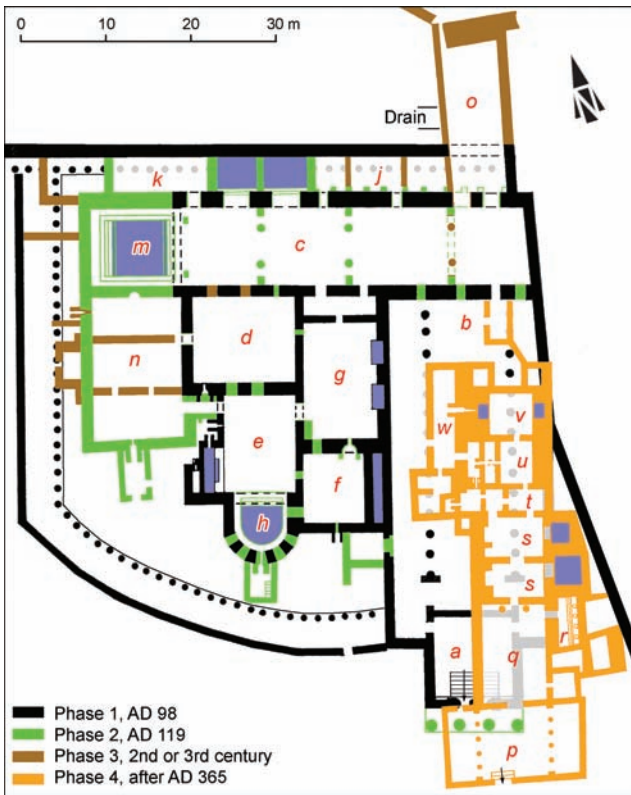 0 10 20 30 m
o
Drain
N
k
j
m
c
b
d
g
n
w
v
e
u
f
t
h
s
s
r
a
q
p
Phase 1, AD 98
Phase 2, AD 119
Phase 3, 2nd or 3rd century
Phase 4, after AD 365